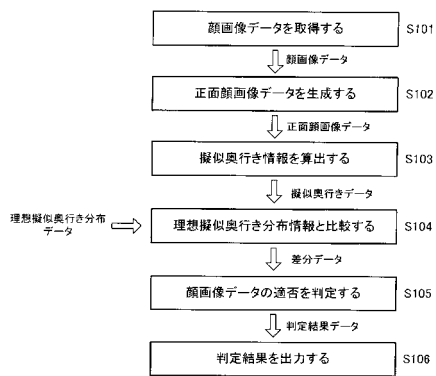 顔画像データを取得する S101
顔画像データ
正面顔画像データを生成する S102
正面顔画像データ
擬似奥行き情報を算出する S103
擬似奥行きデータ
理想擬似奥行き分布
データ
理想擬似奥行き分布情報と比較する S104
差分データ
顔画像データの適否を判定する S105
判定結果データ
判定結果を出力する S106